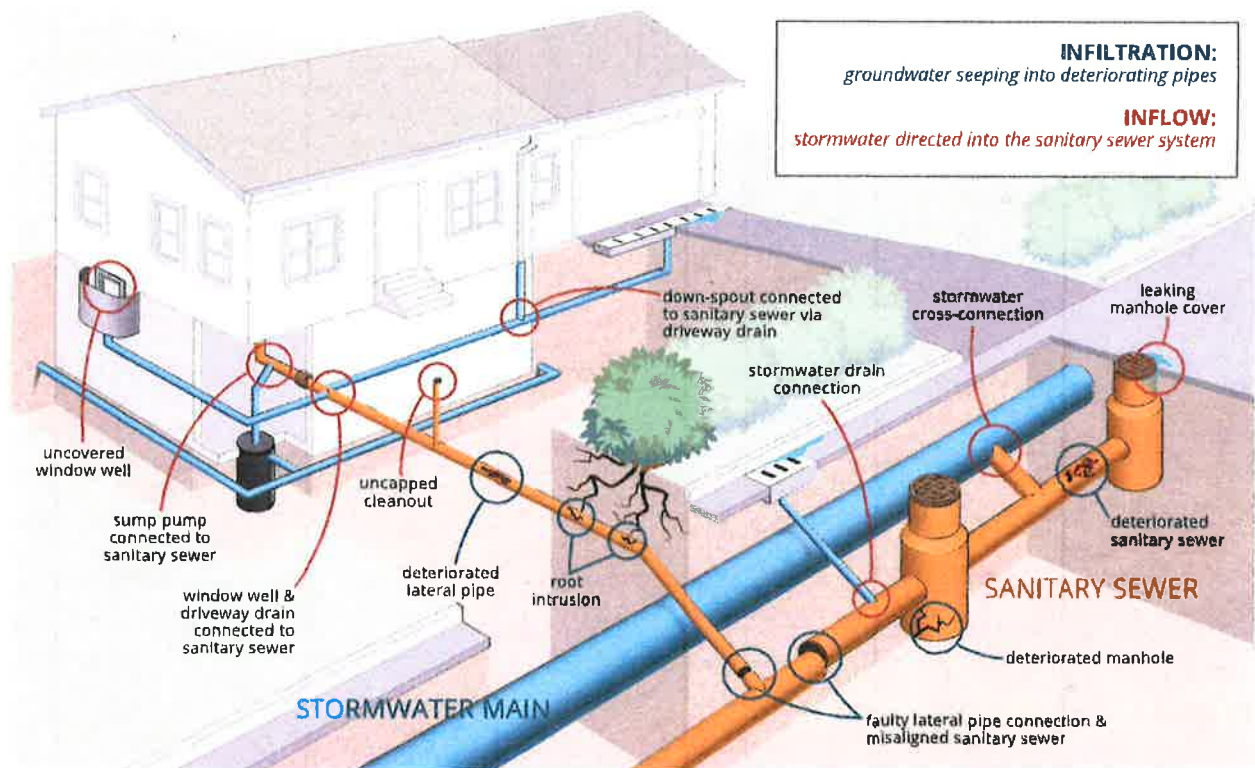 INFILTRATION:
groundwater seeping into deteriorating pipes
INFLOW:
stormwater directed into the sanitary sewer system
down-spout connected
to sanitary sewer via
driveway drain
stormwater
cross-connection
leaking
manhole cover
stormwater drain
connection
uncovered
window well
uncapped
cleanout
sump pump
connected to
sanitary sewer
deteriorated
sanitary sewer
deteriorated
lateral pipe
root
intrusion
window well &
driveway drain
connected to
sanitary sewer
SANITARY SEWER
deteriorated manhole
STORMWATER MAIN
faulty lateral pipe connection &
misaligned sanitary sewer